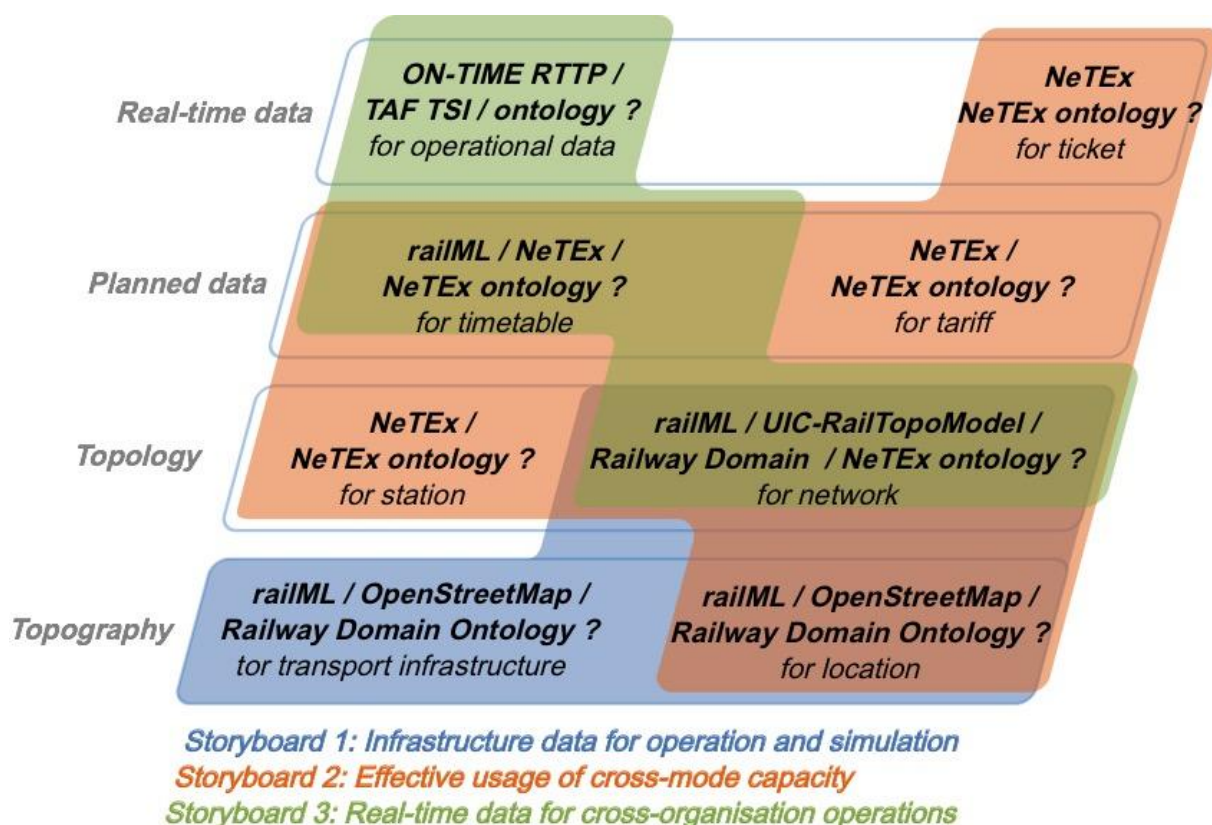 ON-TIME RTTP /
TAF TSI / ontology ?
for operational data
NeTEx
NeTEx ontology ?
for ticket
Real-time data
railML / NeTEx /
NeTEx ontology ?
for timetable
NeTEx /
NeTEx ontology ?
for tariff
Planned data
NeTEx /
NeTEx ontology ?
for station
railML / UIC-RailTopoModel /
Railway Domain / NeTEx ontology ?
for network
Topology
railML / OpenStreetMap /
Railway Domain Ontology ?
tor transport infrastructure
railML / OpenStreetMap /
Railway Domain Ontology ?
for location
Topography
Storyboard 1: Infrastructure data for operation and simulation
Storyboard 2: Effective usage of cross-mode capacity
Storyboard 3: Real-time data for cross-organisation operations